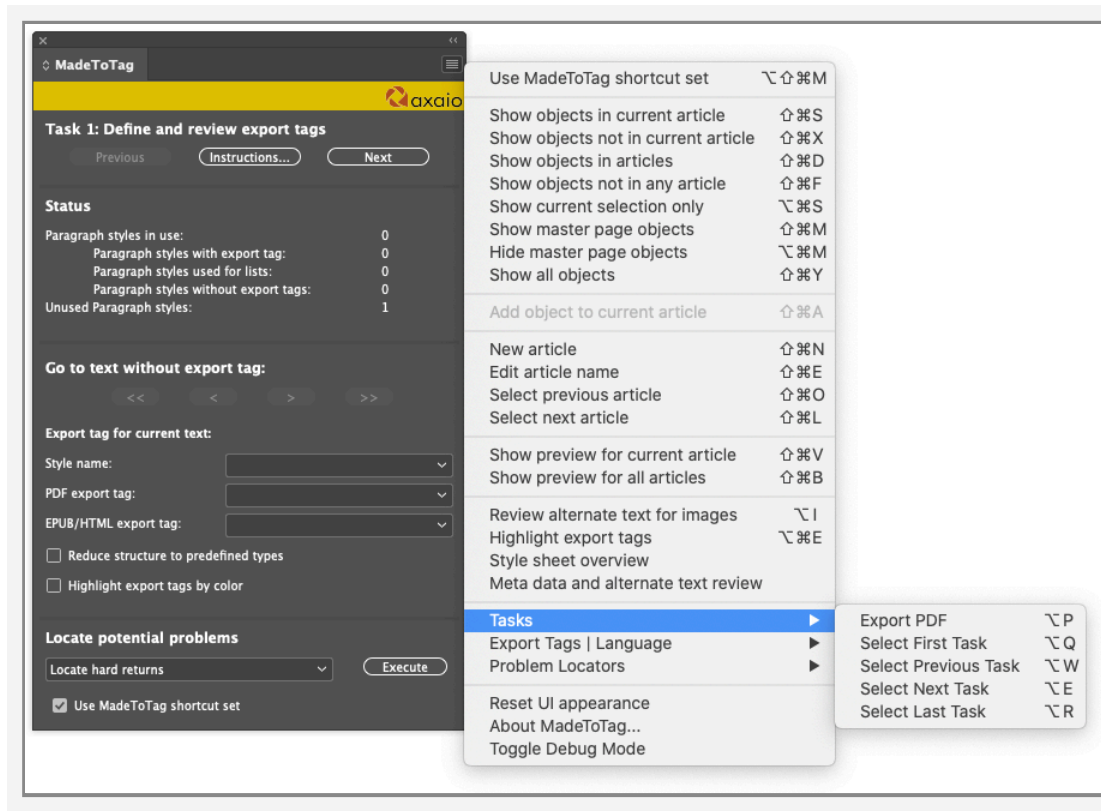 MadeToTag
axaio
Task 1: Define and review export tags
Previous
Instructions...
Next
Status
Paragraph styles in use: 0
Paragraph styles with export tag: 0
Paragraph styles used for lists: 0
Paragraph styles without export tags: 0
Unused Paragraph styles: 1
Go to text without export tag:
<< < > >>
Export tag for current text:
Style name:
PDF export tag:
EPUB/HTML export tag:
Reduce structure to predefined types
Highlight export tags by color
Locate potential problems
Locate hard returns
Execute
Use MadeToTag shortcut set
Use MadeToTag shortcut set ⌥⇧⌘M
Show objects in current article ⇧⌘S
Show objects not in current article ⇧⌘X
Show objects in articles ⇧⌘D
Show objects not in any article ⇧⌘F
Show current selection only ⌥⌘S
Show master page objects ⇧⌘M
Hide master page objects ⌥⌘M
Show all objects ⇧⌘Y
Add object to current article ⇧⌘A
New article ⇧⌘N
Edit article name ⇧⌘E
Select previous article ⇧⌘O
Select next article ⇧⌘L
Show preview for current article ⇧⌘V
Show preview for all articles ⇧⌘B
Review alternate text for images ⌥I
Highlight export tags ⌥⌘E
Style sheet overview
Meta data and alternate text review
Tasks
Export Tags | Language
Problem Locators
Reset UI appearance
About MadeToTag...
Toggle Debug Mode
Export PDF ⌥P
Select First Task ⌥Q
Select Previous Task ⌥W
Select Next Task ⌥E
Select Last Task ⌥R